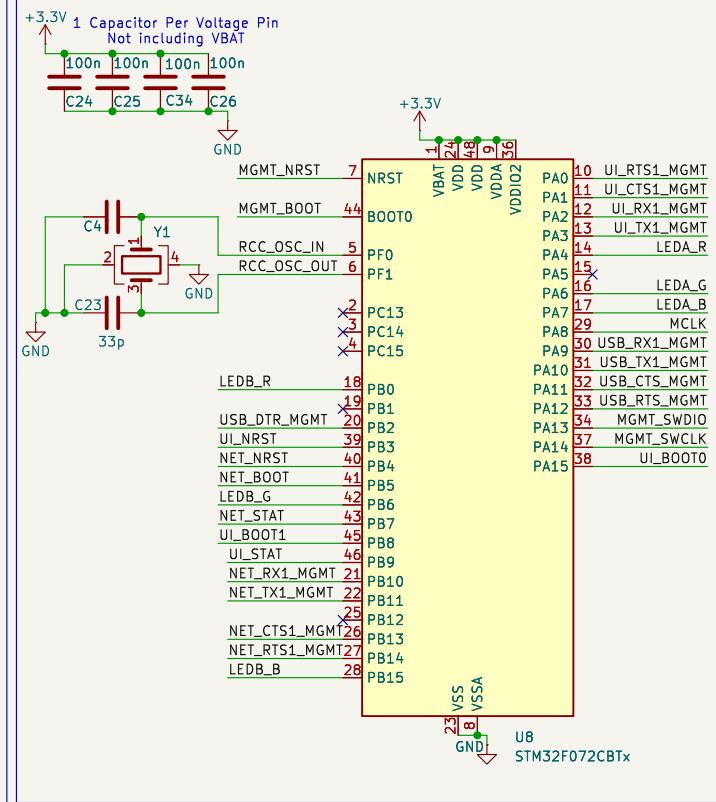 +3.3V
1 Capacitor Per Voltage Pin
Not including VBAT
100n
100n
100n
100n
C24
C25
C34
C26
GND
+3.3V
1
24
48
9
36
VBAT
VDD
VDD
VDDA
VDDIO2
MGMT_NRST
7
NRST
MGMT_BOOT
44
BOOT0
C4
Y1
1
2
4
3
GND
C23
33p
GND
RCC_OSC_IN
5
PF0
RCC_OSC_OUT
6
PF1
2
PC13
3
PC14
4
PC15
LEDB_R
18
PB0
19
PB1
USB_DTR_MGMT
20
PB2
UI_NRST
39
PB3
NET_NRST
40
PB4
NET_BOOT
41
PB5
LEDB_G
42
PB6
NET_STAT
43
PB7
UI_BOOT1
45
PB8
UI_STAT
46
PB9
NET_RX1_MGMT
21
PB10
NET_TX1_MGMT
22
PB11
25
PB12
NET_CTS1_MGMT
26
PB13
NET_RTS1_MGMT
27
PB14
LEDB_B
28
PB15
PA0
10
UI_RTS1_MGMT
PA1
11
UI_CTS1_MGMT
PA2
12
UI_RX1_MGMT
PA3
13
UI_TX1_MGMT
PA4
14
LEDA_R
PA5
15
PA6
16
LEDA_G
PA7
17
LEDA_B
PA8
29
MCLK
PA9
30
USB_RX1_MGMT
PA10
31
USB_TX1_MGMT
PA11
32
USB_CTS_MGMT
PA12
33
USB_RTS_MGMT
PA13
34
MGMT_SWDIO
PA14
37
MGMT_SWCLK
PA15
38
UI_BOOT0
VSS
VSSA
23
8
GND
U8
STM32F072CBTx